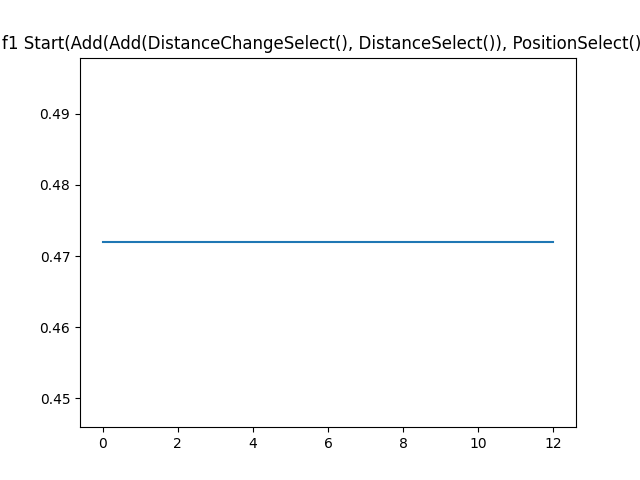 f1 Start(Add(Add(DistanceChangeSelect(), DistanceSelect()), PositionSelect()
0.49
0.48
0.47
0.46
0.45
0 2 4 6 8 10 12